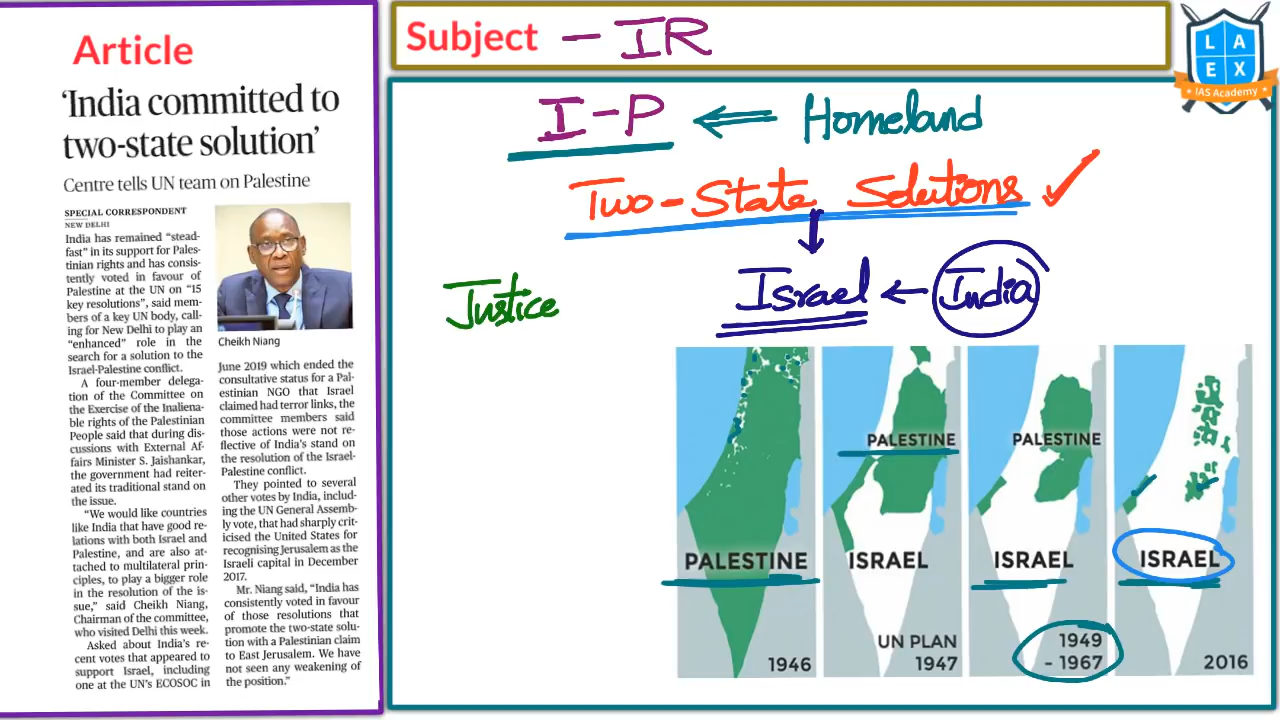 Article
'India committed to
two-state solution'
Centre tells UN team on Palestine
SPECIAL CORRESPONDENT
NEW DELHI
India has remained "stead-
fast" in its support for Pales-
tinian rights and has consis-
tently voted in favour of
Palestine at the UN on "15
key resolutions", said mem-
bers of a key UN body, call-
ing for New Delhi to play an
"enhanced" role in the
search for a solution to the
Israel-Palestine conflict.
A four-member delega-
tion of the Committee on
the Exercise of the Inaliena-
ble rights of the Palestinian
People said that during dis-
cussions with External Af-
fairs Minister S. Jaishankar,
the government had reiter-
ated its traditional stand on
the issue.
"We would like countries
like India that have good re-
lations with both Israel and
Palestine, and are also at-
tached to multilateral prin-
ciples, to play a bigger role
in the resolution of the is-
sue," said Cheikh Niang,
Chairman of the committee,
who visited Delhi this week.
Asked about India's re-
cent votes that appeared to
support Israel, including
one at the UN's ECOSOC in
Cheikh Niang
June 2019 which ended the
consultative status for a Pal-
estinian NGO that Israel
claimed had terror links, the
committee members said
those actions were not re-
flective of India's stand on
the resolution of the Israel-
Palestine conflict.
They pointed to several
other votes by India, includ-
ing the UN General Assemb-
ly vote, that had sharply crit-
icised the United States for
recognising Jerusalem as the
Israeli capital in December
2017.
Mr. Niang said, "India has
consistently voted in favour
of those resolutions that
promote the two-state solu-
tion with a Palestinian claim
to East Jerusalem. We have
not seen any weakening of
the position."
Subject - IR
LA
EX
IAS Academy
I-P ⇐ Homeland
Two-State Solutions ✓
Justice
Israel ← India
PALESTINE
1946
PALESTINE
ISRAEL
UN PLAN
1947
PALESTINE
ISRAEL
1949
- 1967
ISRAEL
2016